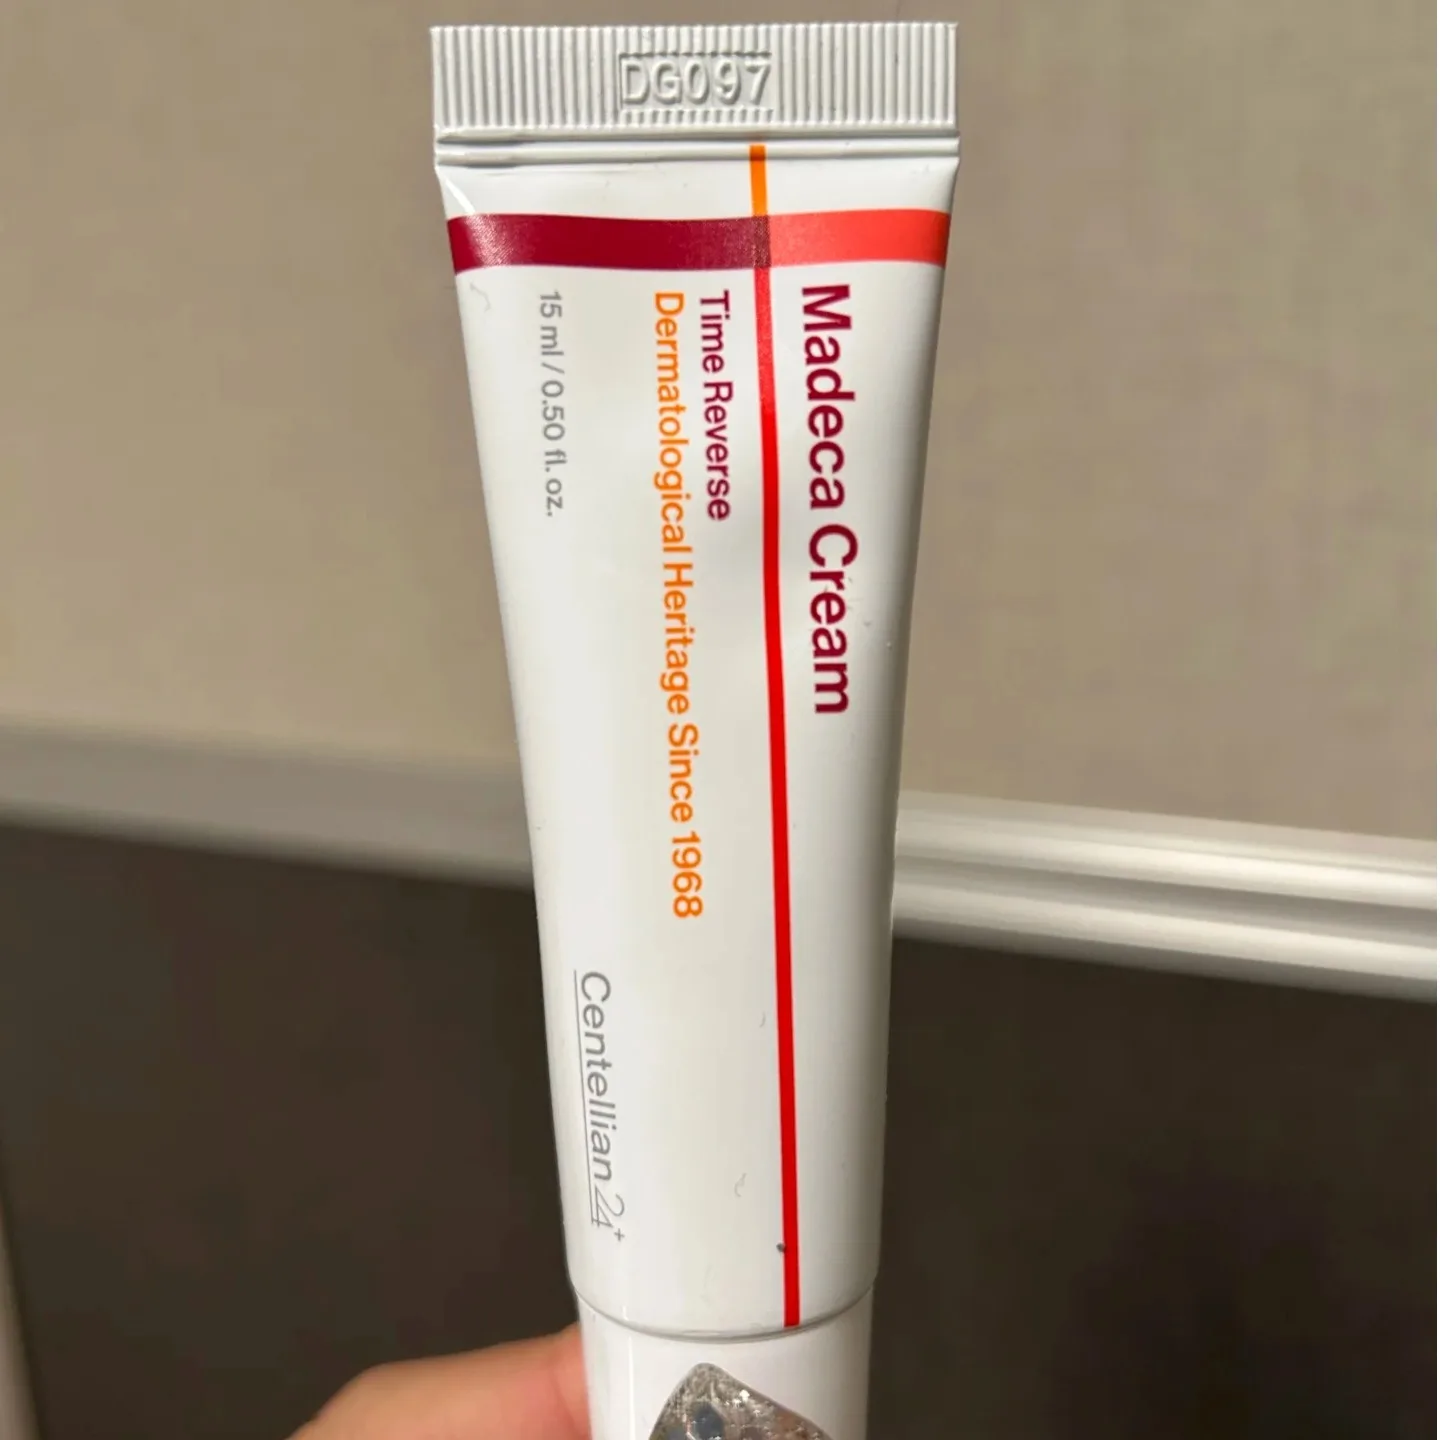 DG097
Madeca Cream
Time Reverse
Dermatological Heritage Since 1968
15 ml / 0.50 fl. oz.
Centellian24+